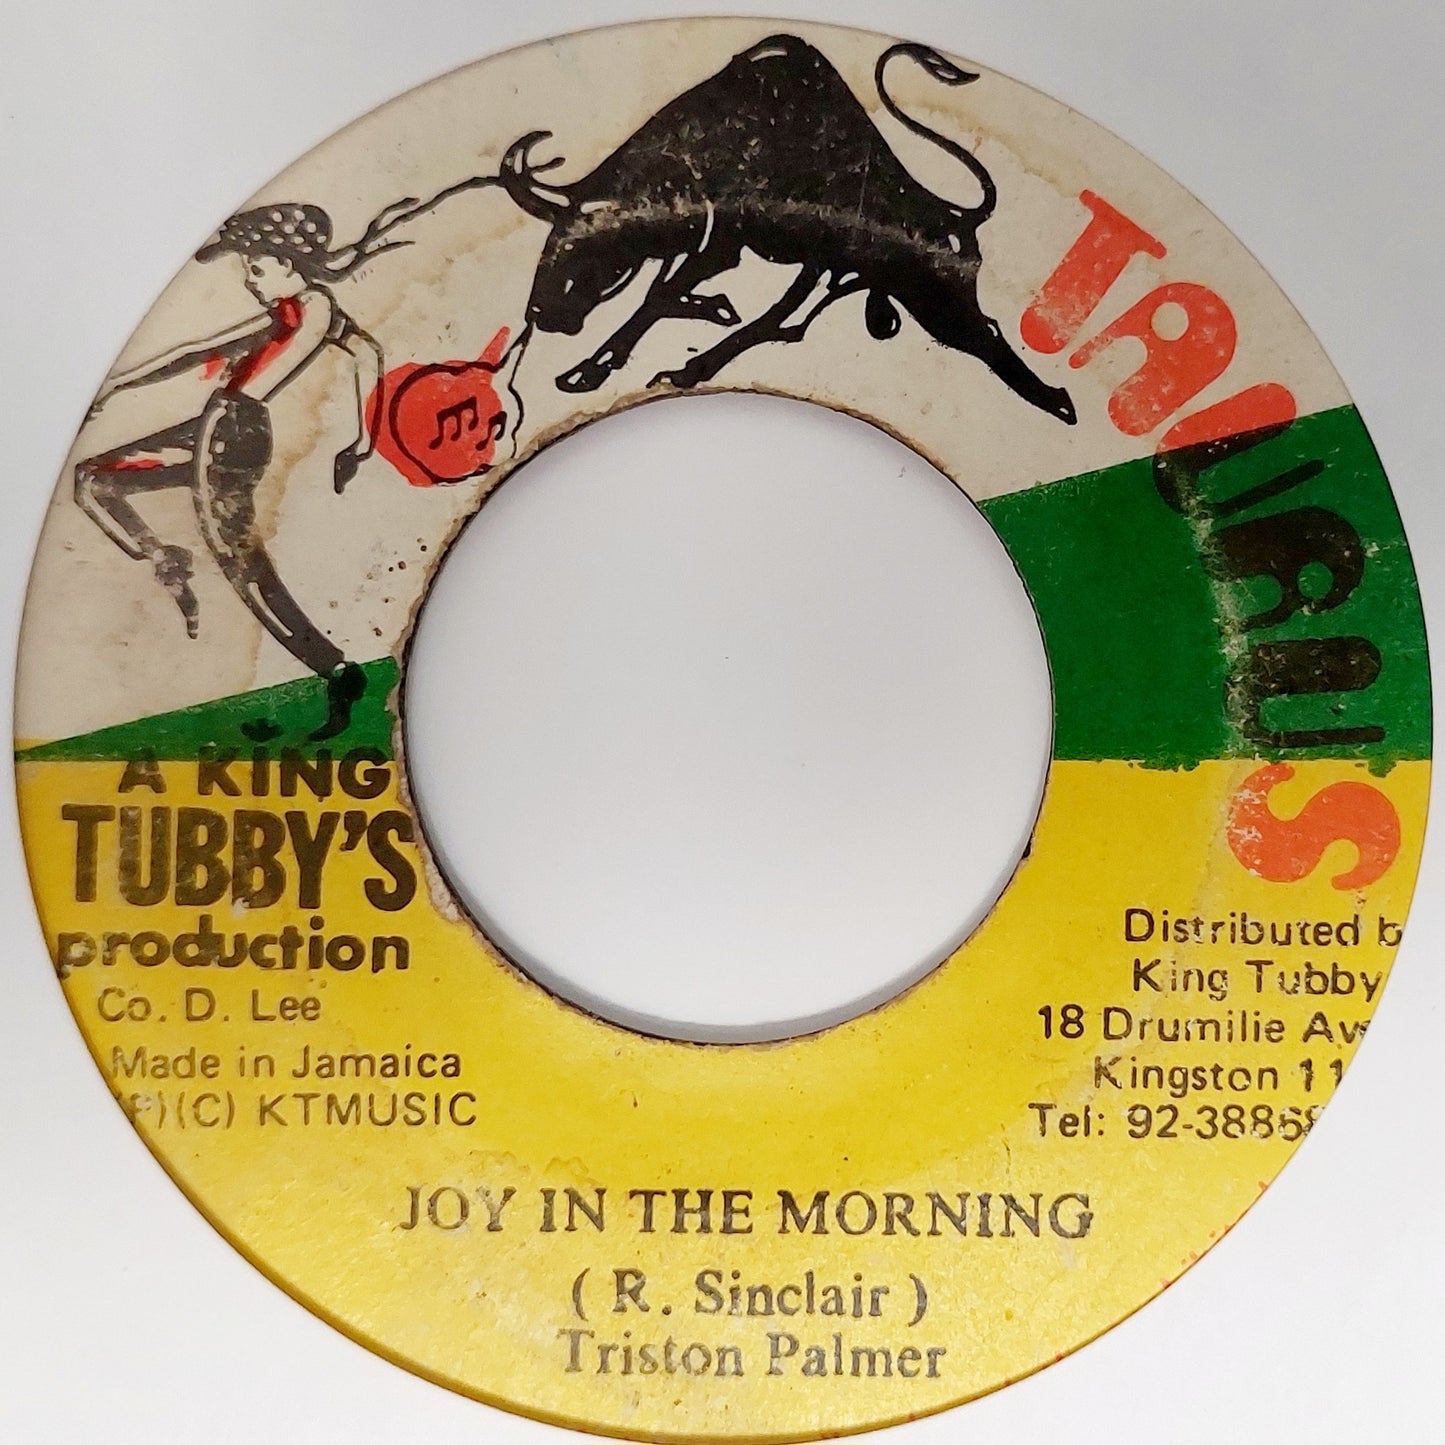 TAURUS
A KING
TUBBY'S
production
Co. D. Lee
Made in Jamaica
(P)(C) KTMUSIC
Distributed b
King Tubby
18 Drumilie Av
Kingston 11
Tel: 92-38868
JOY IN THE MORNING
( R. Sinclair )
Triston Palmer